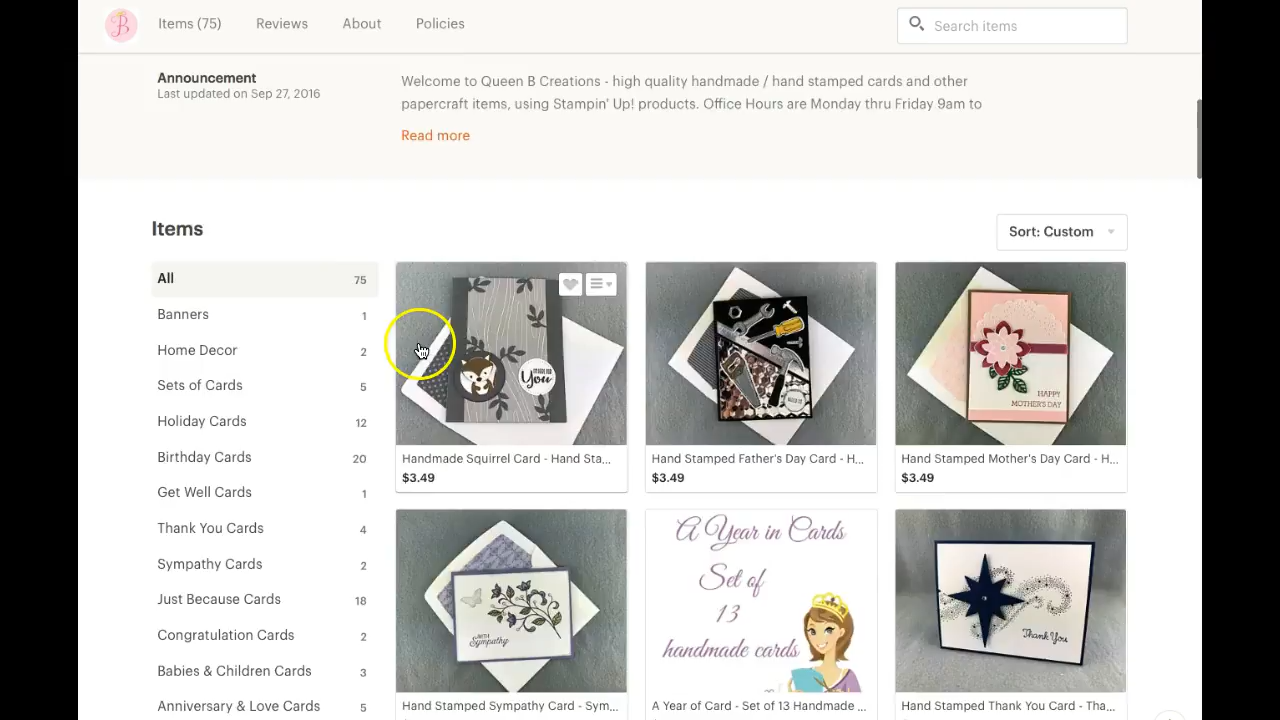 B
Items (75)
Reviews
About
Policies
Search items
Announcement
Last updated on Sep 27, 2016
Welcome to Queen B Creations - high quality handmade / hand stamped cards and other
papercraft items, using Stampin' Up! products. Office Hours are Monday thru Friday 9am to
Read more
Items
Sort: Custom
All 75
Banners 1
Home Decor 2
Sets of Cards 5
Holiday Cards 12
Birthday Cards 20
Get Well Cards 1
Thank You Cards 4
Sympathy Cards 2
Just Because Cards 18
Congratulation Cards 2
Babies & Children Cards 3
Anniversary & Love Cards 5
You
Handmade Squirrel Card - Hand Sta...
$3.49
Hand Stamped Father's Day Card - H...
$3.49
HAPPY
MOTHER'S DAY
Hand Stamped Mother's Day Card - H...
$3.49
WITH
Sympathy
Hand Stamped Sympathy Card - Sym...
A Year in Cards
Set of
13
handmade cards
A Year of Card - Set of 13 Handmade ...
Thank You
Hand Stamped Thank You Card - Tha...